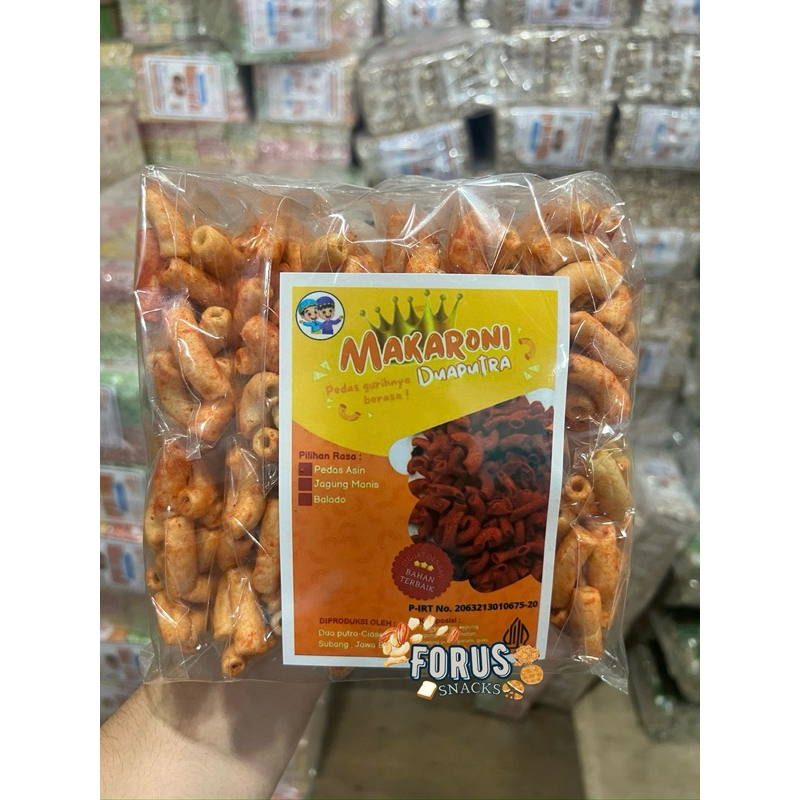 MAKARONI
DUAPUTRA
Pedas gurihnya
berasa !
Pilihan Rasa :
Pedas Asin
Jagung Manis
Balado
BAHAN
TERBAIK
P-IRT No. 2063213010675-20
DIPRODUKSI OLEH :
Dua putra-Ciase
Subang , Jawa B
FORUS
SNACKS